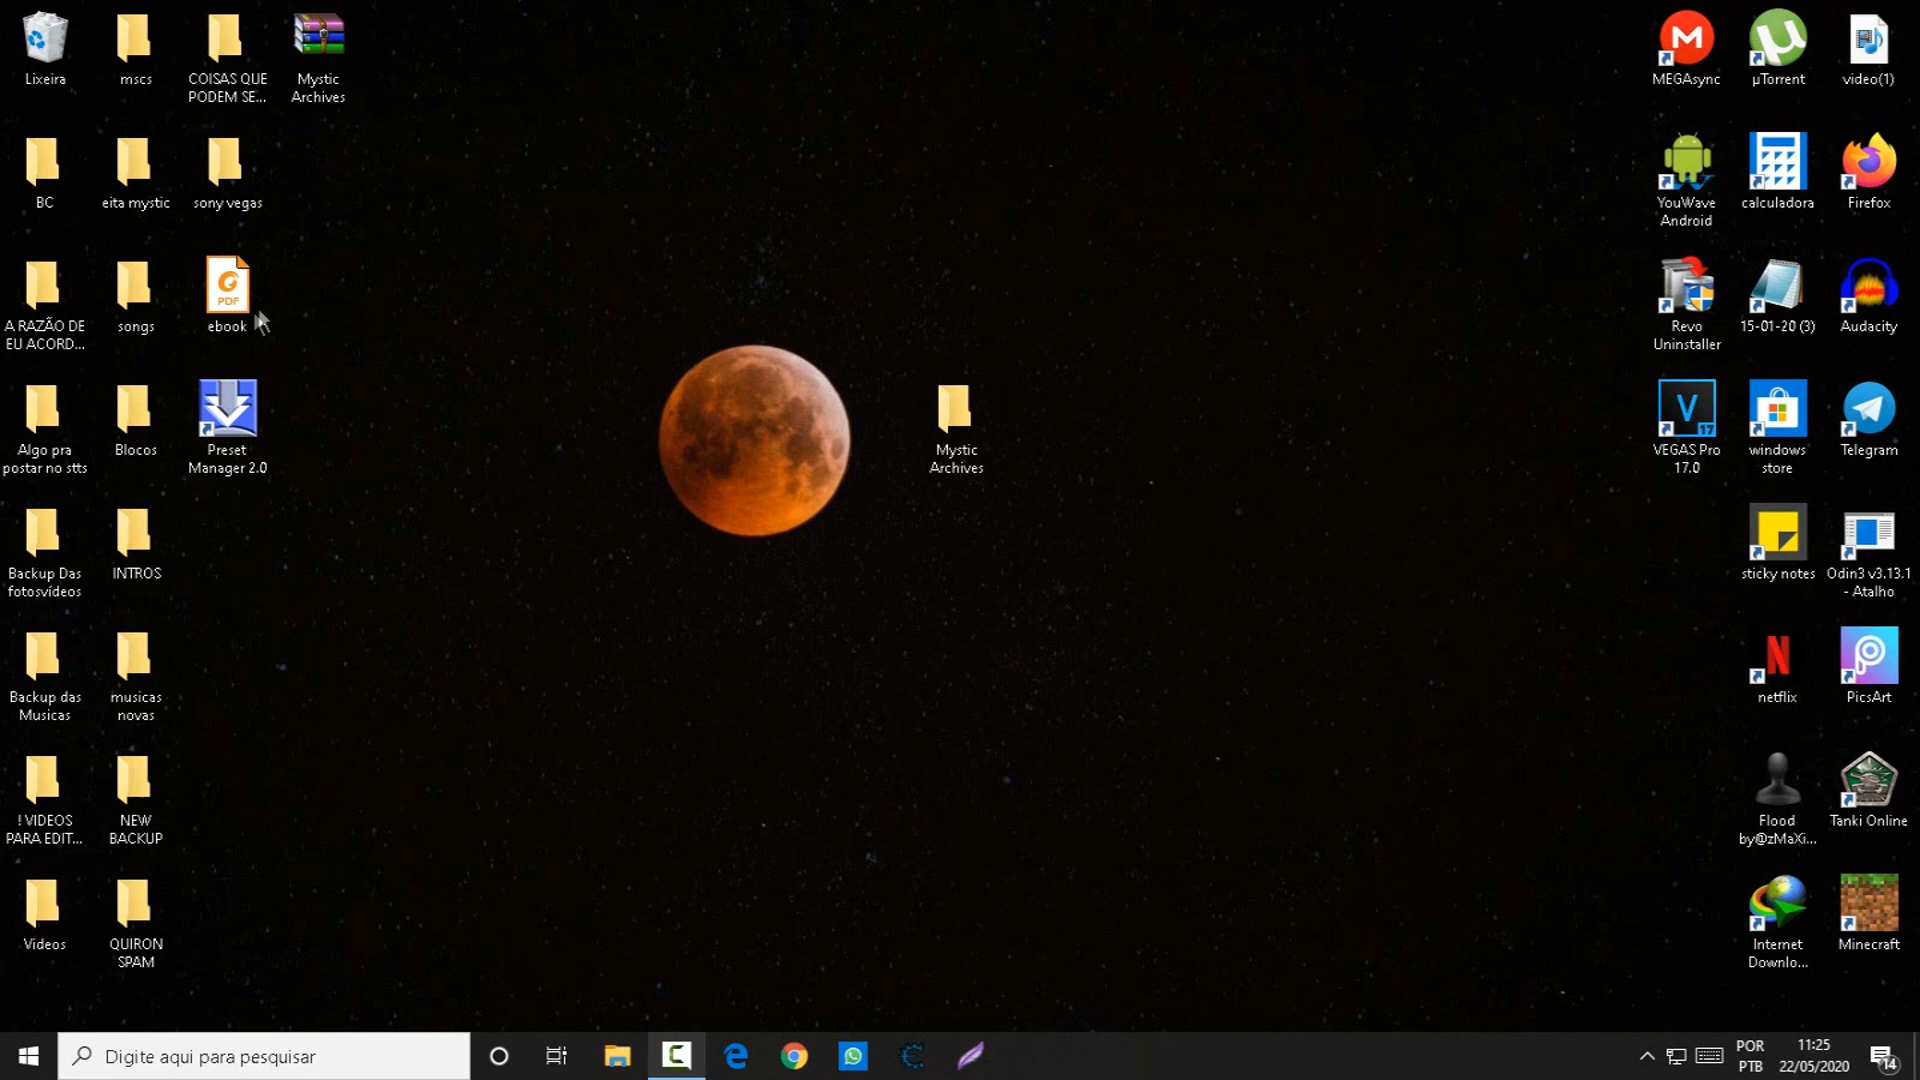 Lixeira
mscs
COISAS QUE
PODEM SE...
Mystic
Archives
BC
eita mystic
sony vegas
A RAZÃO DE
EU ACORD...
songs
PDF
ebook
Algo pra
postar no stts
Blocos
Preset
Manager 2.0
Backup Das
fotosvídeos
INTROS
Backup das
Musicas
musicas
novas
! VIDEOS
PARA EDIT...
NEW
BACKUP
Videos
QUIRON
SPAM
Mystic
Archives
M
MEGAsync
µ
µTorrent
video(1)
YouWave
Android
calculadora
Firefox
Revo
Uninstaller
15-01-20 (3)
Audacity
V
17
VEGAS Pro
17.0
windows
store
Telegram
sticky notes
Odin3 v3.13.1
- Atalho
N
netflix
PicsArt
Flood
by@zMaXi...
Tanki Online
Internet
Downlo...
Minecraft
Digite aqui para pesquisar
POR
PTB
11:25
22/05/2020
14